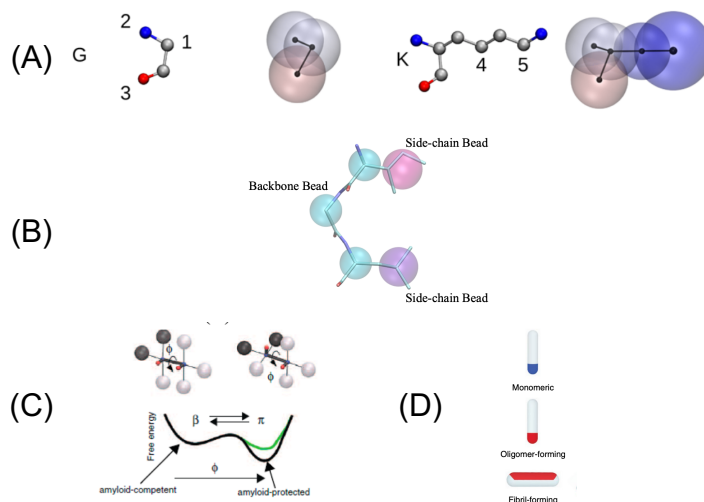 (A)
G
2
1
3
K
4
5
(B)
Side-chain Bead
Backbone Bead
Side-chain Bead
(C)
ϕ
ϕ
Free energy
β
π
ϕ
amyloid-competent
amyloid-protected
(D)
Monomeric
Oligomer-forming
Fibril-forming